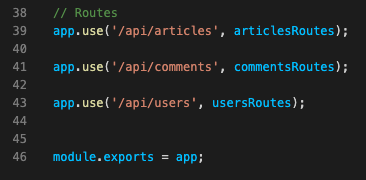 38 // Routes
39 app.use('/api/articles', articlesRoutes);
40
41 app.use('/api/comments', commentsRoutes);
42
43 app.use('/api/users', usersRoutes);
44
45
46 module.exports = app;